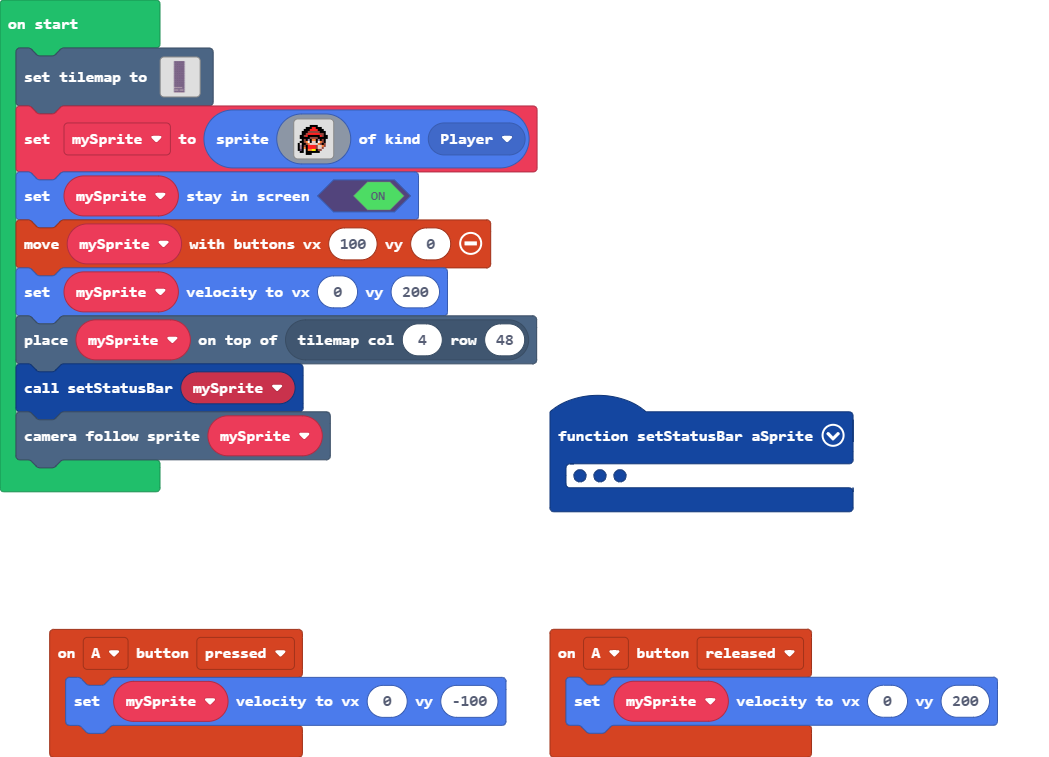 on start
set tilemap to
set mySprite to sprite of kind Player
set mySprite stay in screen ON
move mySprite with buttons vx 100 vy 0
set mySprite velocity to vx 0 vy 200
place mySprite on top of tilemap col 4 row 48
call setStatusBar mySprite
camera follow sprite mySprite
function setStatusBar aSprite
on A button pressed
set mySprite velocity to vx 0 vy -100
on A button released
set mySprite velocity to vx 0 vy 200